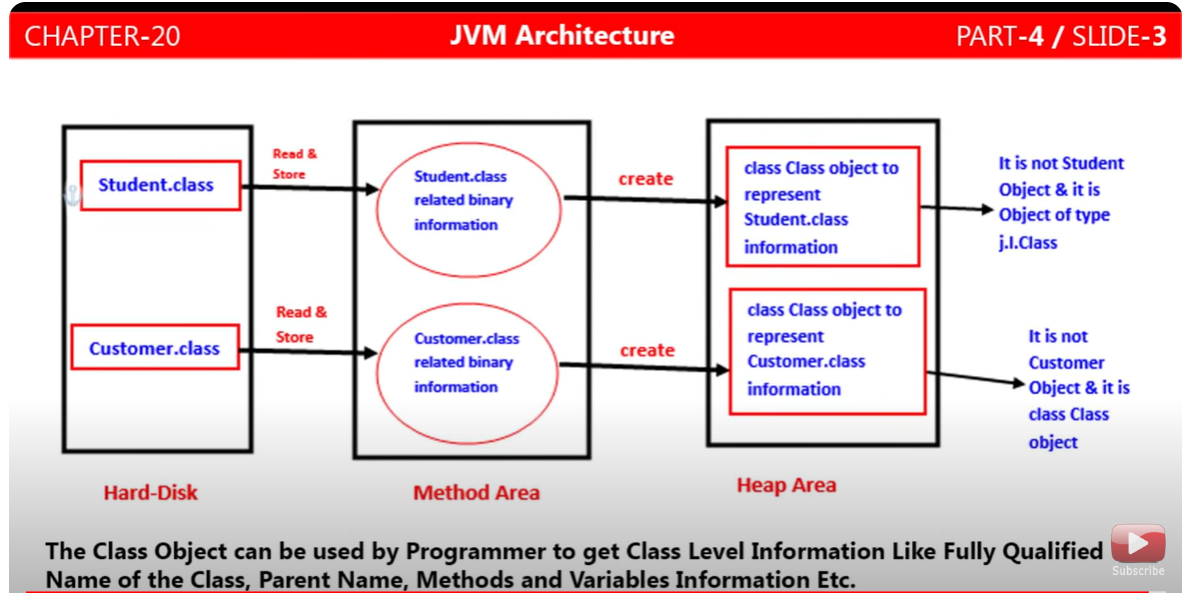 CHAPTER-20
JVM Architecture
PART-4 / SLIDE-3
Student.class
Read &
Store
Student.class
related binary
information
create
class Class object to
represent
Student.class
information
It is not Student
Object & it is
Object of type
j.l.Class
Customer.class
Read &
Store
Customer.class
related binary
information
create
class Class object to
represent
Customer.class
information
It is not
Customer
Object & it is
class Class
object
Hard-Disk
Method Area
Heap Area
The Class Object can be used by Programmer to get Class Level Information Like Fully Qualified
Name of the Class, Parent Name, Methods and Variables Information Etc.
Subscribe